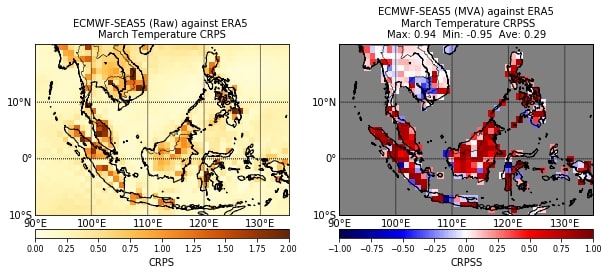 ECMWF-SEAS5 (Raw) against ERA5
March Temperature CRPS
10°N
0°
10°S
90°E 100°E 110°E 120°E 130°E
0.00 0.25 0.50 0.75 1.00 1.25 1.50 1.75 2.00
CRPS
ECMWF-SEAS5 (MVA) against ERA5
March Temperature CRPSS
Max: 0.94 Min: -0.95 Ave: 0.29
10°N
0°
10°S
90°E 100°E 110°E 120°E 130°E
−1.00 −0.75 −0.50 −0.25 0.00 0.25 0.50 0.75 1.00
CRPSS